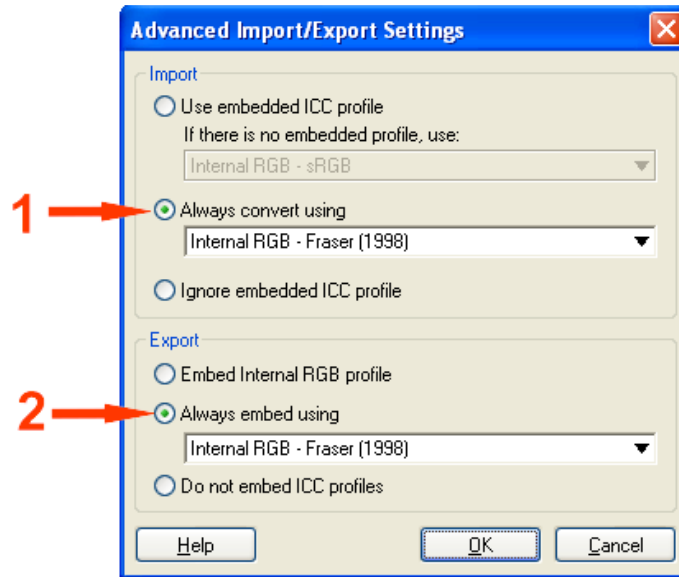 Advanced Import/Export Settings
Import
Use embedded ICC profile
If there is no embedded profile, use:
Internal RGB - sRGB
1
Always convert using
Internal RGB - Fraser (1998)
Ignore embedded ICC profile
Export
Embed Internal RGB profile
2
Always embed using
Internal RGB - Fraser (1998)
Do not embed ICC profiles
Help OK Cancel